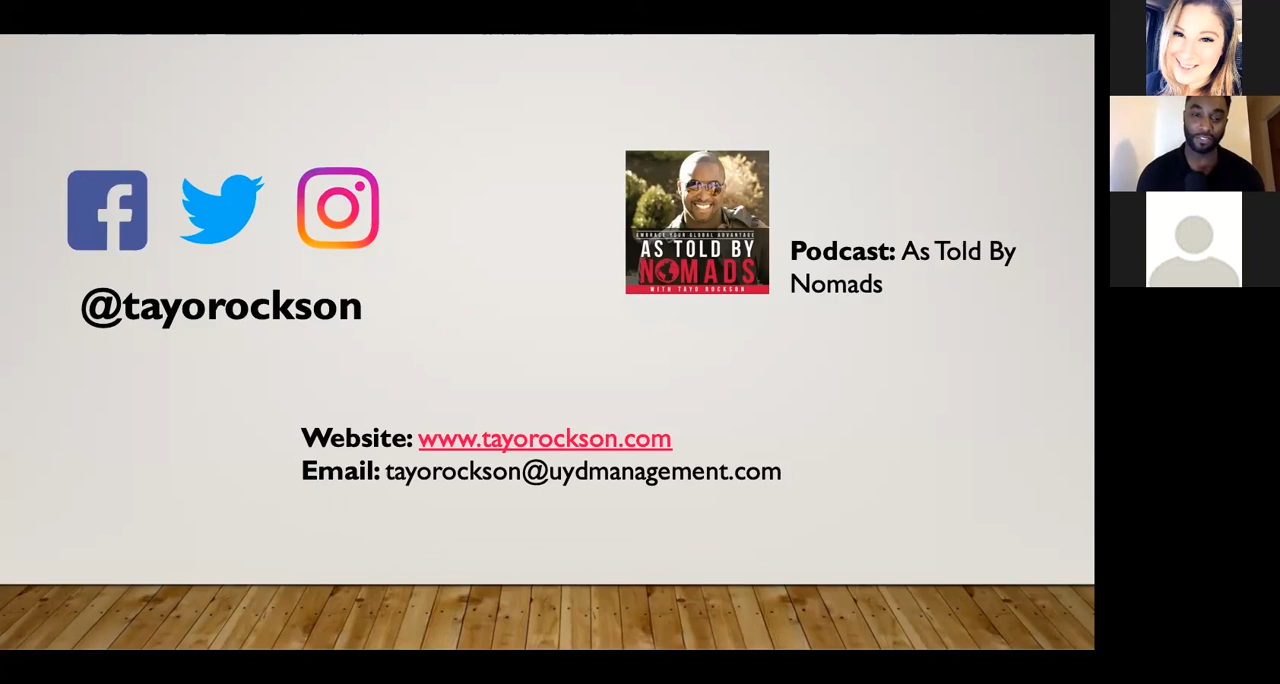 @tayorockson
EMBRACE YOUR GLOBAL ADVANTAGE
AS TOLD BY
NOMADS
WITH TAYO ROCKSON
Podcast: As Told By
Nomads
Website: www.tayorockson.com
Email: tayorockson@uydmanagement.com